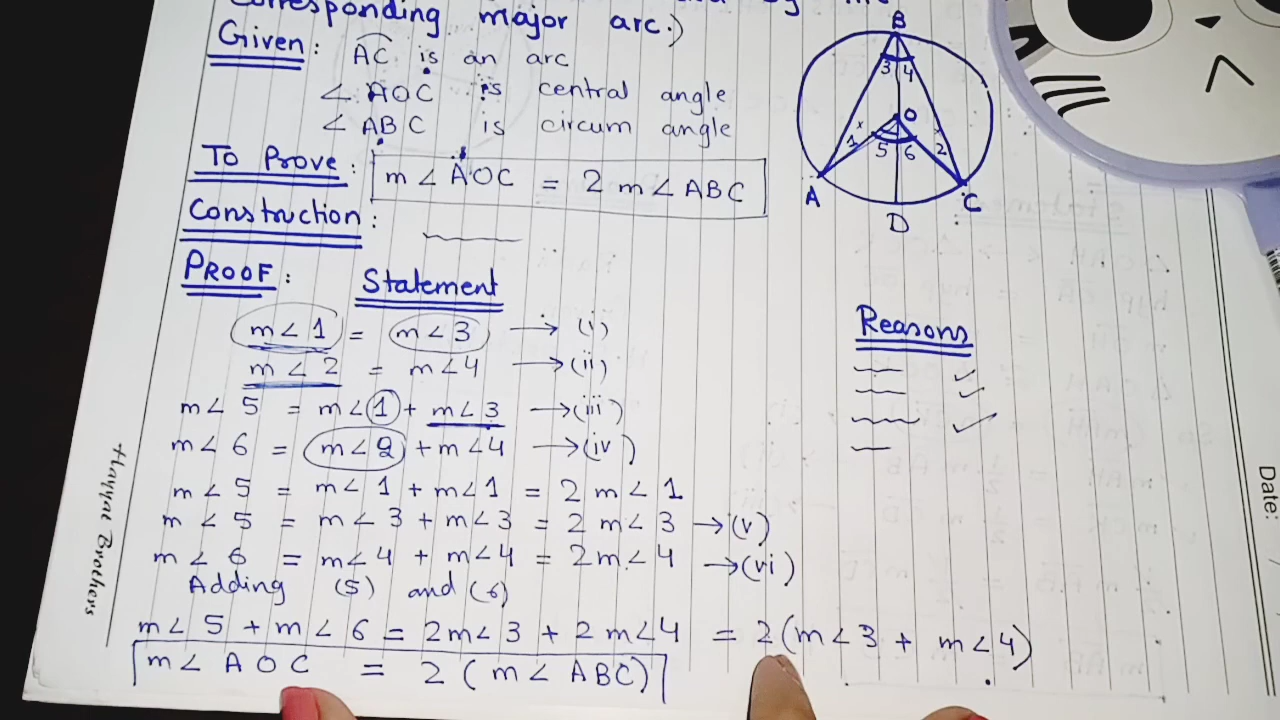 Corresponding major arc.)
Given : AC is an arc
∠ AOC is central angle
∠ ABC is circum angle
To Prove : m∠AOC = 2m∠ABC
Construction :
PROOF : Statement
Reasons
m∠1 = m∠3 → (i)
m∠2 = m∠4 → (ii)
m∠5 = m∠1 + m∠3 → (iii)
m∠6 = m∠2 + m∠4 → (iv)
m∠5 = m∠1 + m∠1 = 2m∠1
m∠5 = m∠3 + m∠3 = 2m∠3 → (v)
m∠6 = m∠4 + m∠4 = 2m∠4 → (vi)
Adding (5) and (6)
m∠5 + m∠6 = 2m∠3 + 2m∠4 = 2(m∠3 + m∠4)
m∠AOC = 2(m∠ABC)
B
3 4
O
1 5 6 2
A
C
D
Date: